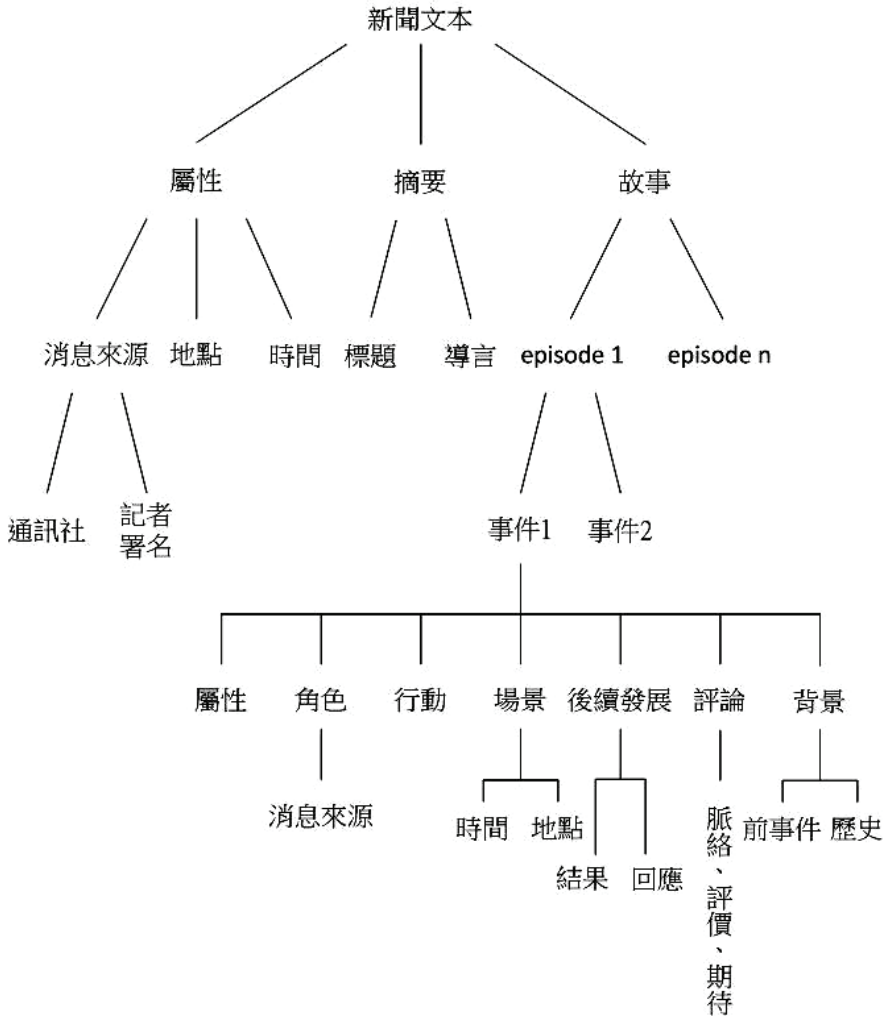 新聞文本
屬性
摘要
故事
消息來源
地點
時間
標題
導言
episode 1
episode n
通訊社
記者
署名
事件1
事件2
屬性
角色
行動
場景
後續發展
評論
背景
消息來源
時間
地點
結果
回應
脈絡、評價、期待
前事件
歷史